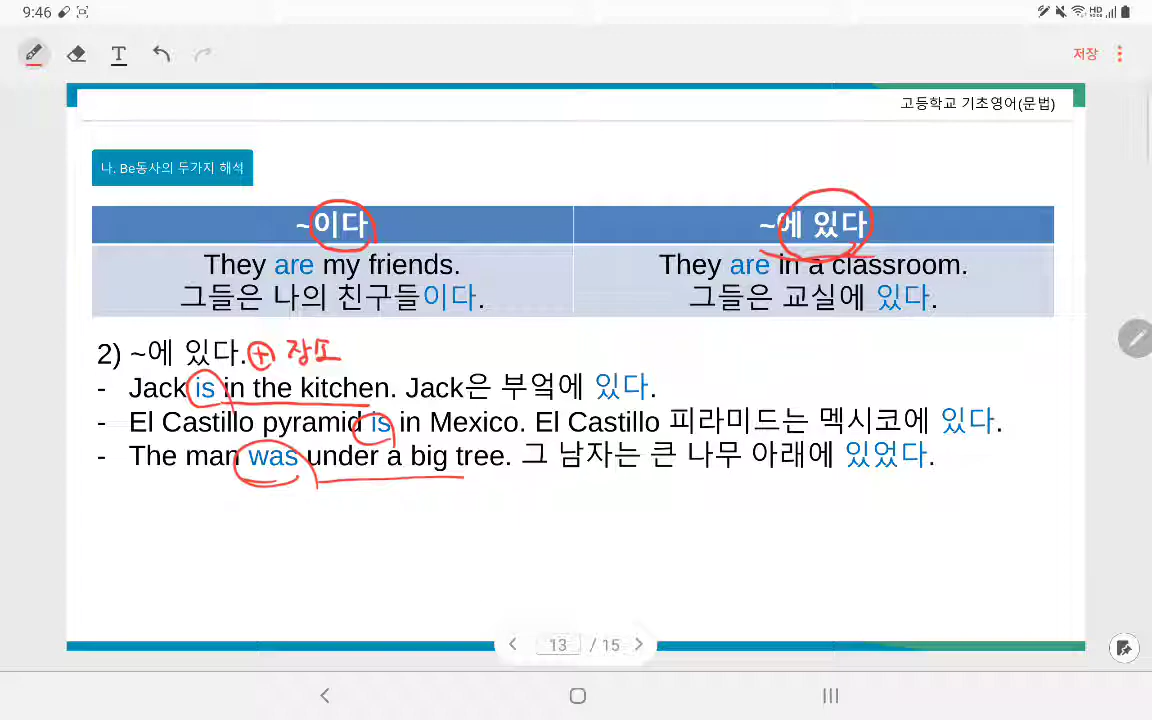 9:46
HD
저장
고등학교 기초영어(문법)
나. Be동사의 두가지 해석
~이다
~에 있다
They are my friends.
그들은 나의 친구들이다.
They are in a classroom.
그들은 교실에 있다.
2) ~에 있다. + 장소
- Jack is in the kitchen. Jack은 부엌에 있다.
- El Castillo pyramid is in Mexico. El Castillo 피라미드는 멕시코에 있다.
- The man was under a big tree. 그 남자는 큰 나무 아래에 있었다.
13 / 15